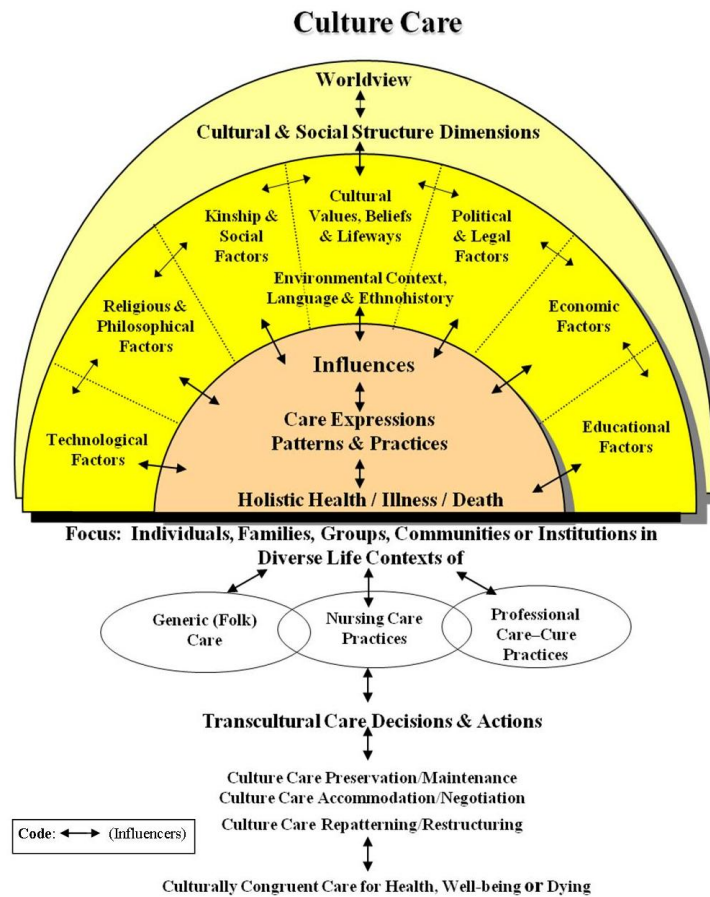 Culture Care
Worldview
Cultural & Social Structure Dimensions
Cultural
Values, Beliefs
& Lifeways
Kinship &
Social
Factors
Political
& Legal
Factors
Environmental Context,
Language & Ethnohistory
Religious &
Philosophical
Factors
Economic
Factors
Technological
Factors
Educational
Factors
Influences
Care Expressions
Patterns & Practices
Holistic Health / Illness / Death
Focus: Individuals, Families, Groups, Communities or Institutions in
Diverse Life Contexts of
Generic (Folk)
Care
Nursing Care
Practices
Professional
Care–Cure
Practices
Transcultural Care Decisions & Actions
Culture Care Preservation/Maintenance
Culture Care Accommodation/Negotiation
Culture Care Repatterning/Restructuring
Code: (Influencers)
Culturally Congruent Care for Health, Well-being or Dying